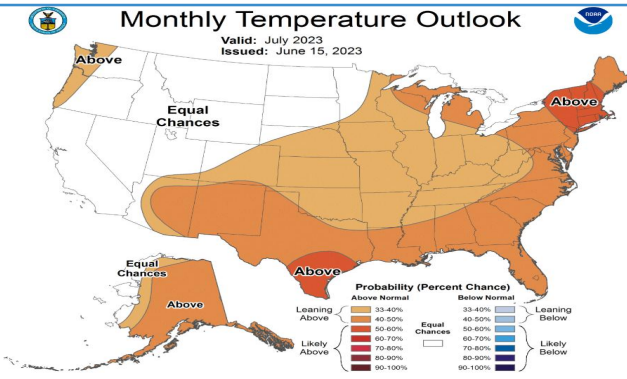 Monthly Temperature Outlook
NOAA
Valid: July 2023
Issued: June 15, 2023
Above
Equal
Chances
Above
Above
Equal
Chances
Above
Probability (Percent Chance)
Above Normal
Below Normal
Leaning
Above
33-40%
40-50%
Likely
Above
50-60%
60-70%
70-80%
80-90%
90-100%
Equal
Chances
33-40%
40-50%
Leaning
Below
50-60%
60-70%
70-80%
80-90%
90-100%
Likely
Below